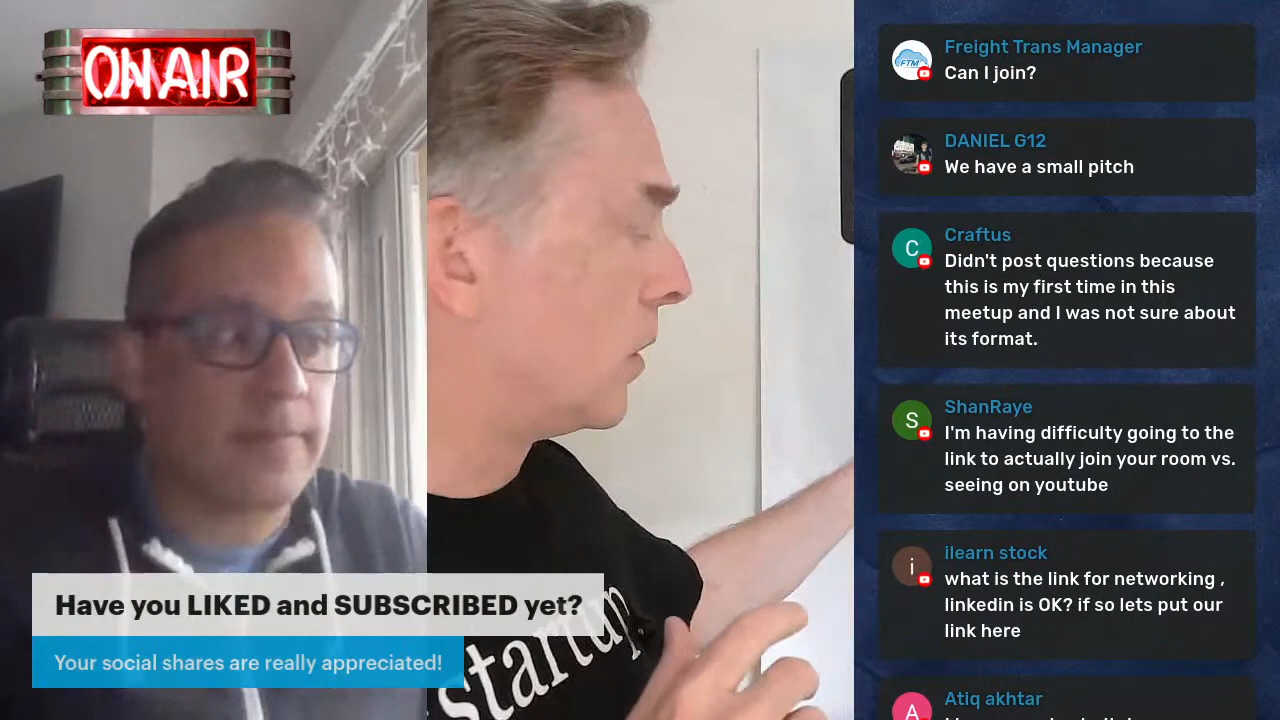 ON AIR
Have you LIKED and SUBSCRIBED yet?
Your social shares are really appreciated!
startup
Freight Trans Manager
Can I join?
FTM
DANIEL G12
We have a small pitch
C
Craftus
Didn't post questions because
this is my first time in this
meetup and I was not sure about
its format.
S
ShanRaye
I'm having difficulty going to the
link to actually join your room vs.
seeing on youtube
i
ilearn stock
what is the link for networking ,
linkedin is OK? if so lets put our
link here
A
Atiq akhtar